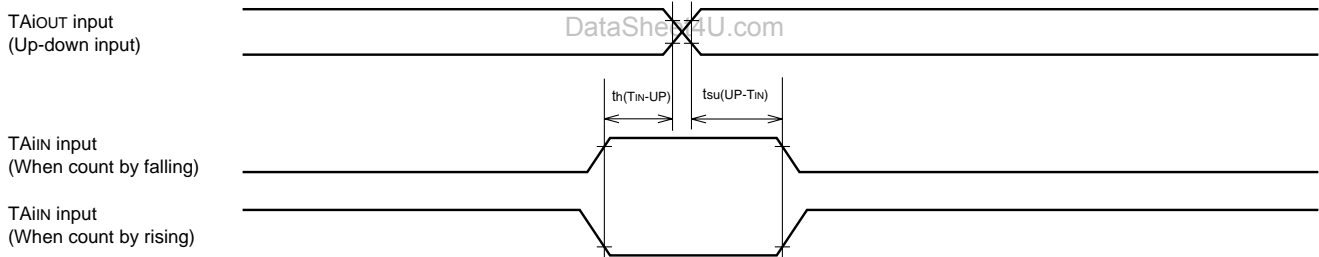 TAiOUT input
(Up-down input)
DataSheet4U.com
th(TIN-UP)
tsu(UP-TIN)
TAiIN input
(When count by falling)
TAiIN input
(When count by rising)